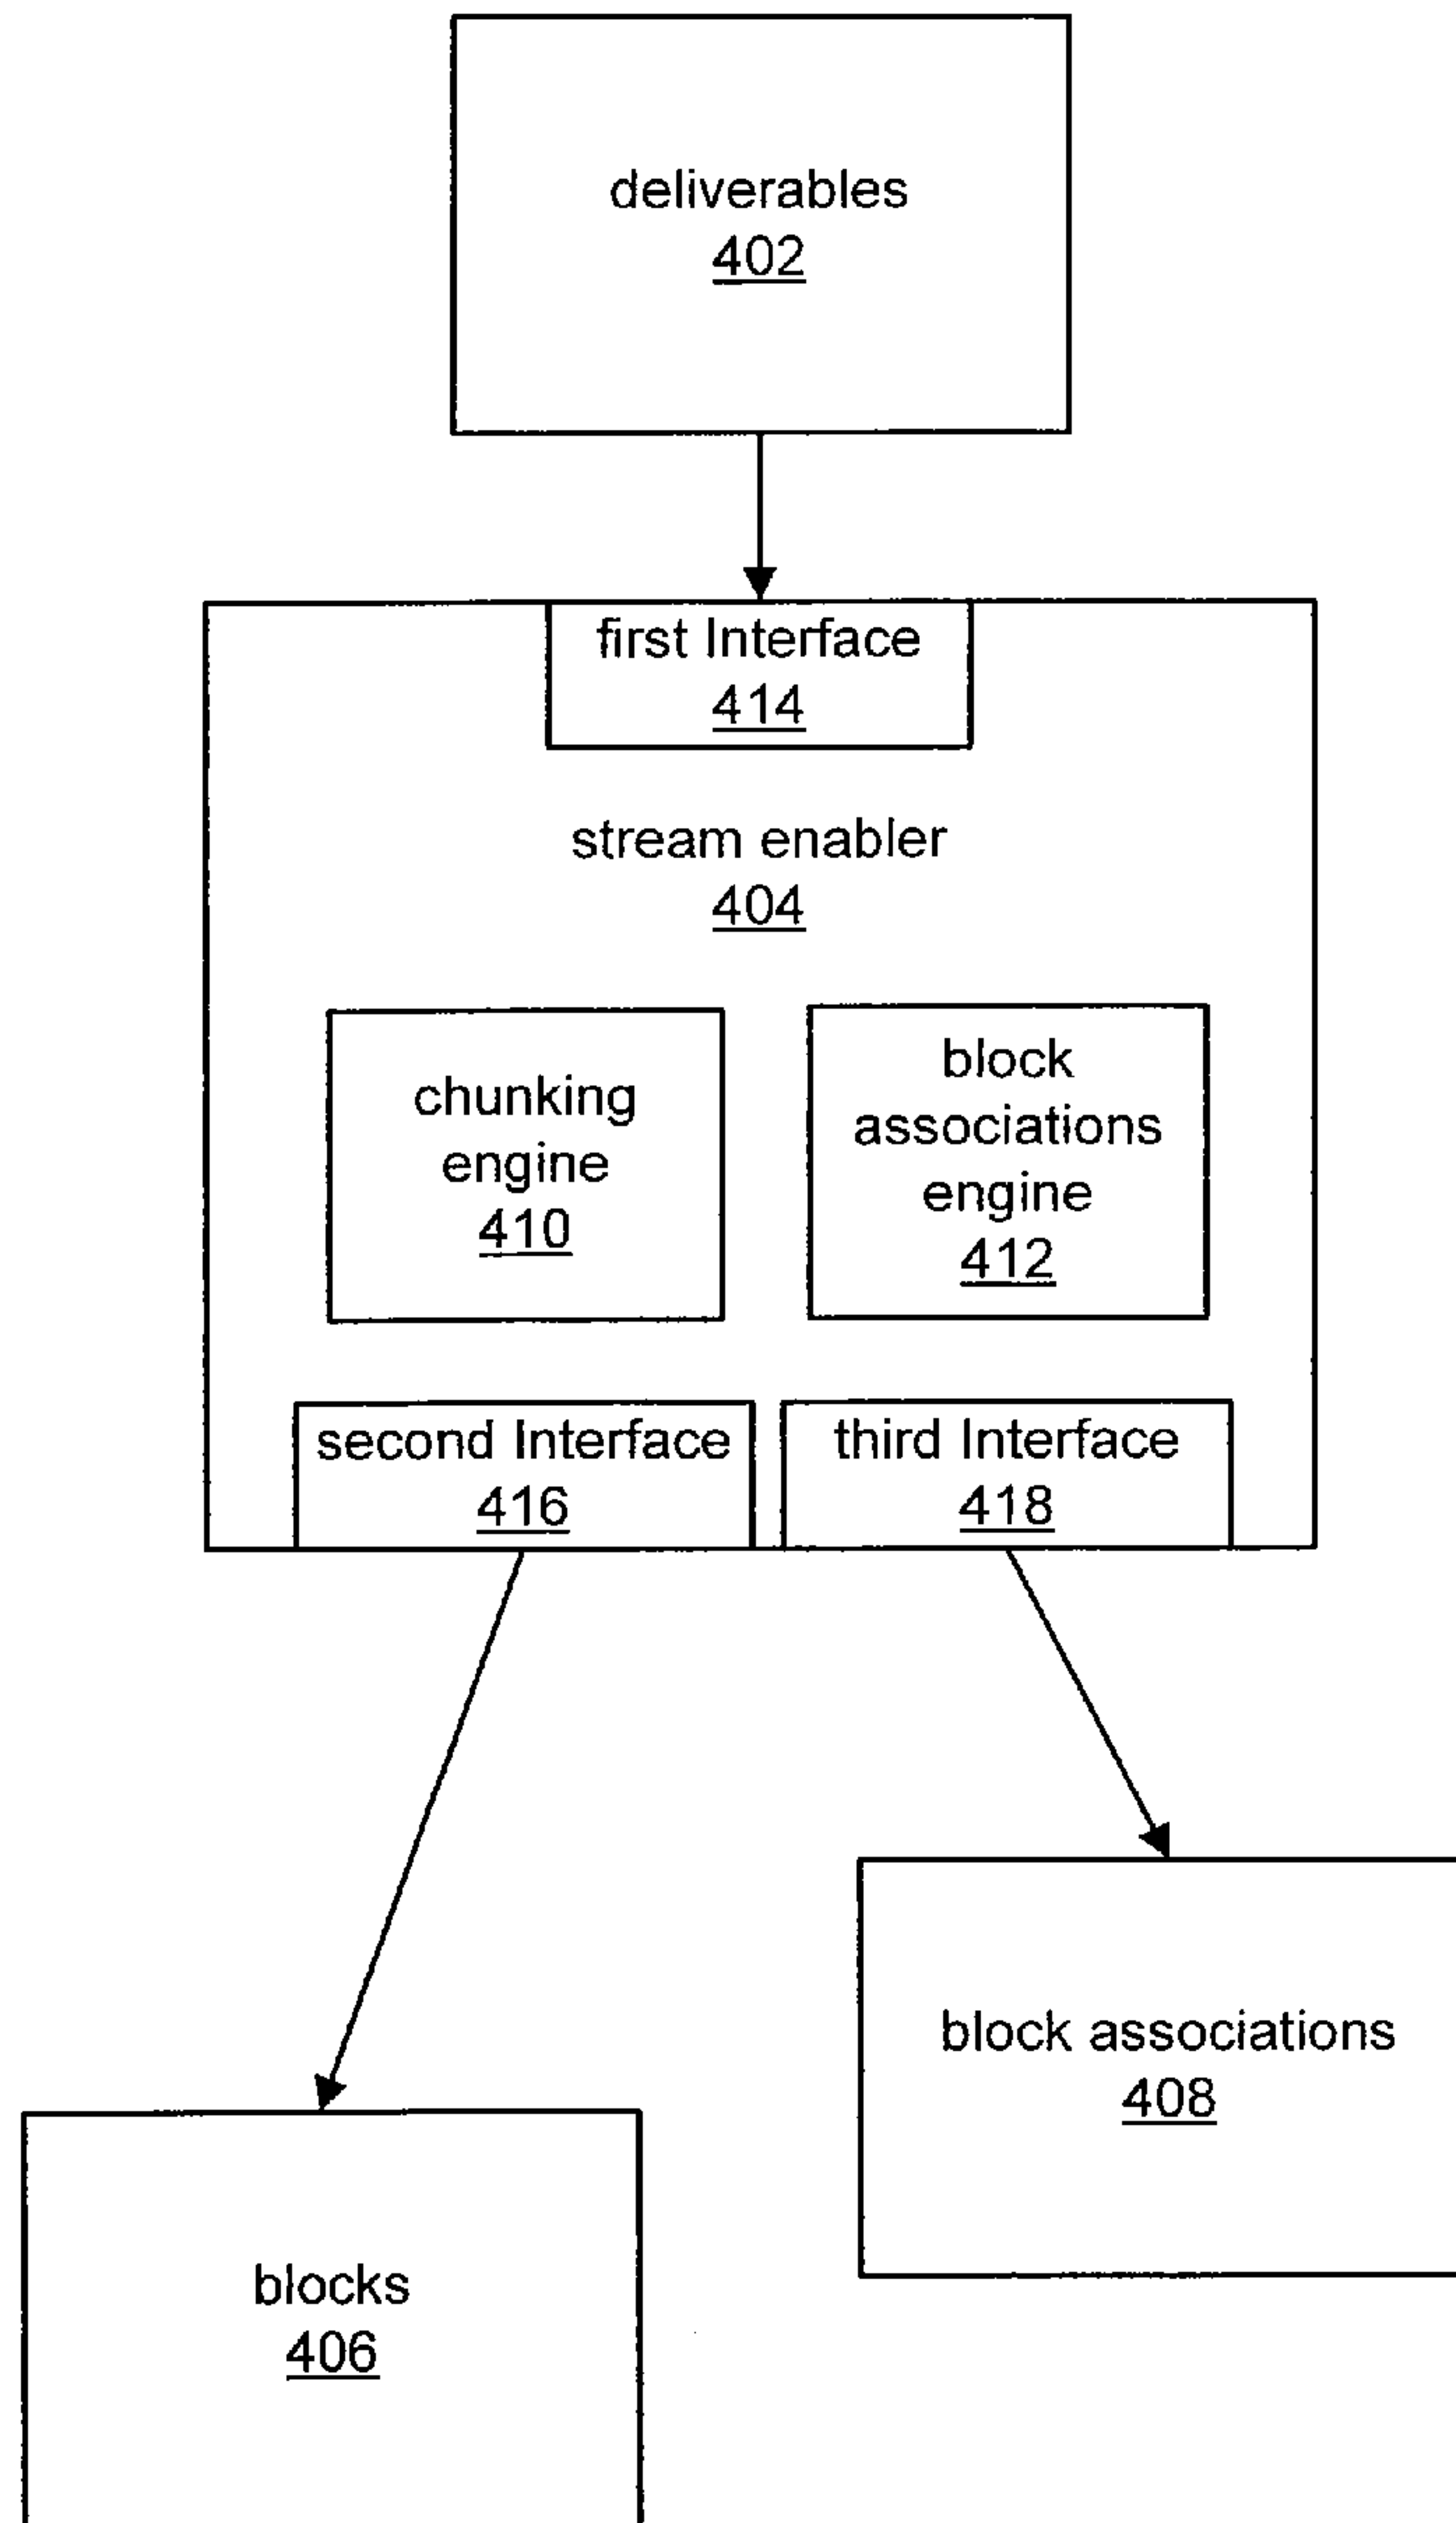 deliverables
402
first Interface
414
stream enabler
404
chunking
engine
410
block
associations
engine
412
second Interface
416
third Interface
418
block associations
408
blocks
406